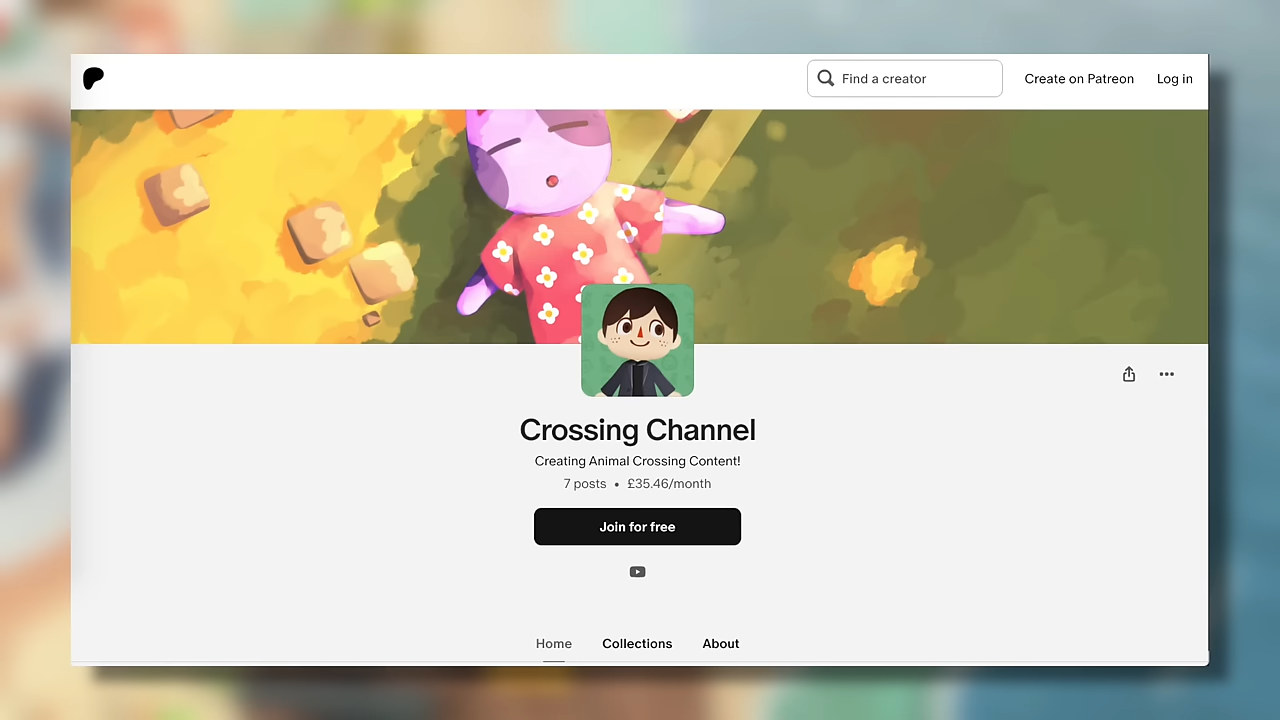 Find a creator
Create on Patreon
Log in
Crossing Channel
Creating Animal Crossing Content!
7 posts • £35.46/month
Join for free
Home
Collections
About